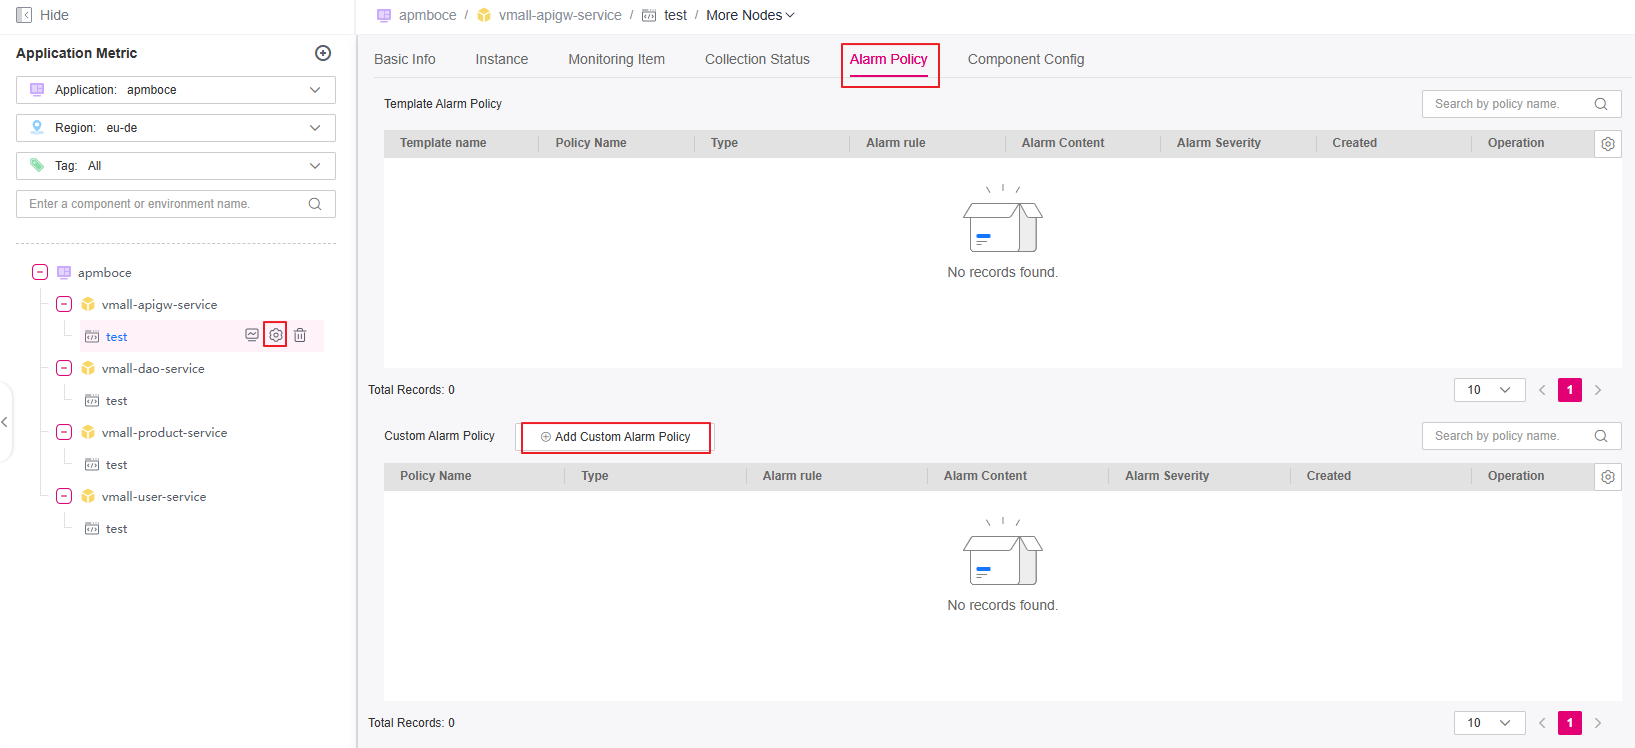 Hide
apmboce / vmall-apigw-service / test / More Nodes
Application Metric
Application: apmboce
Region: eu-de
Tag: All
Enter a component or environment name.
apmboce
vmall-apigw-service
test
vmall-dao-service
test
vmall-product-service
test
vmall-user-service
test
Basic Info Instance Monitoring Item Collection Status Alarm Policy Component Config
Template Alarm Policy Search by policy name.
Template name Policy Name Type Alarm rule Alarm Content Alarm Severity Created Operation
No records found.
Total Records: 0 10 1
Custom Alarm Policy Add Custom Alarm Policy Search by policy name.
Policy Name Type Alarm rule Alarm Content Alarm Severity Created Operation
No records found.
Total Records: 0 10 1